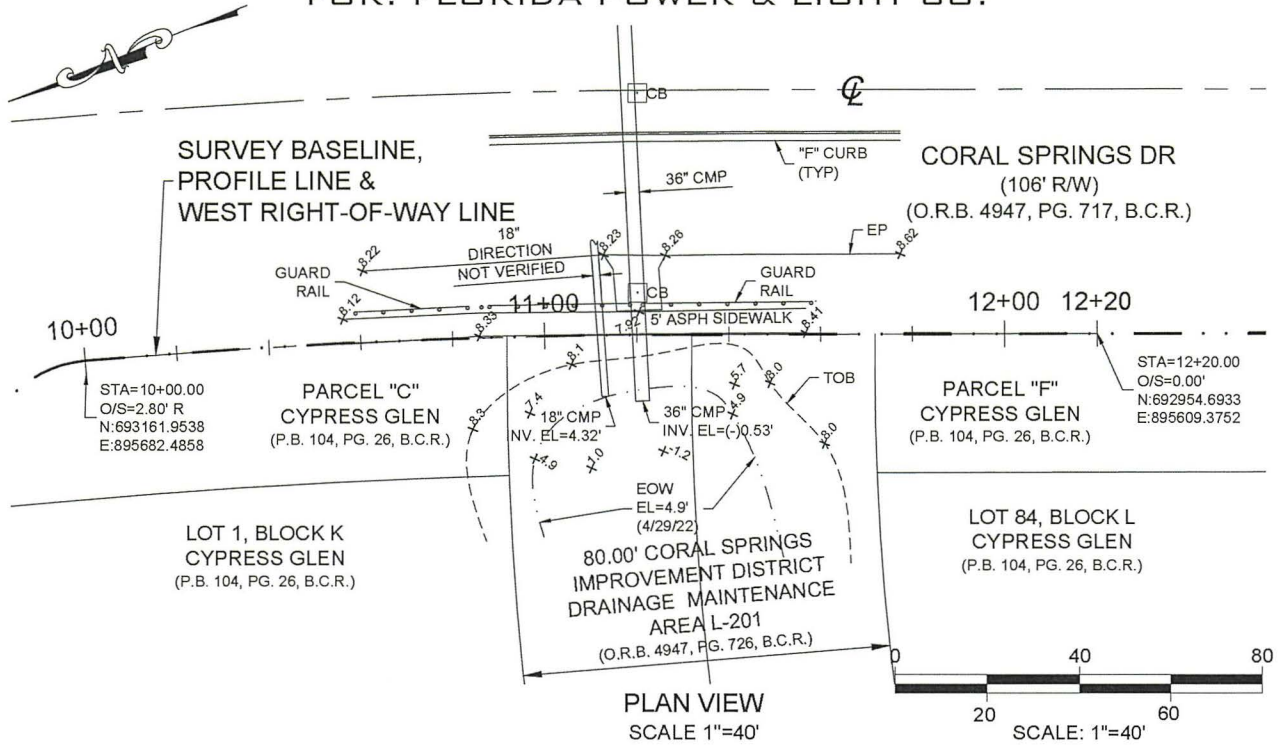 FOR: FLORIDA POWER & LIGHT CO.
N
CB
℄
SURVEY BASELINE,
PROFILE LINE &
WEST RIGHT-OF-WAY LINE
"F" CURB
(TYP)
36" CMP
CORAL SPRINGS DR
(106' R/W)
(O.R.B. 4947, PG. 717, B.C.R.)
18"
DIRECTION
NOT VERIFIED
8.22
8.23
8.26
EP
8.62
GUARD
RAIL
GUARD
RAIL
CB
8.12
10+00
11+00
12+00
12+20
8.33
7.92
5' ASPH SIDEWALK
8.41
STA=10+00.00
O/S=2.80' R
N:693161.9538
E:895682.4858
PARCEL "C"
CYPRESS GLEN
(P.B. 104, PG. 26, B.C.R.)
8.1
8.3
7.4
18" CMP
INV. EL=4.32'
36" CMP
INV. EL=(-)0.53'
5.7
4.9
8.0
TOB
8.0
PARCEL "F"
CYPRESS GLEN
(P.B. 104, PG. 26, B.C.R.)
STA=12+20.00
O/S=0.00'
N:692954.6933
E:895609.3752
4.9
1.0
-1.2
EOW
EL=4.9'
(4/29/22)
LOT 1, BLOCK K
CYPRESS GLEN
(P.B. 104, PG. 26, B.C.R.)
80.00' CORAL SPRINGS
IMPROVEMENT DISTRICT
DRAINAGE MAINTENANCE
AREA L-201
(O.R.B. 4947, PG. 726, B.C.R.)
LOT 84, BLOCK L
CYPRESS GLEN
(P.B. 104, PG. 26, B.C.R.)
PLAN VIEW
SCALE 1"=40'
0 40 80
20 60
SCALE: 1"=40'